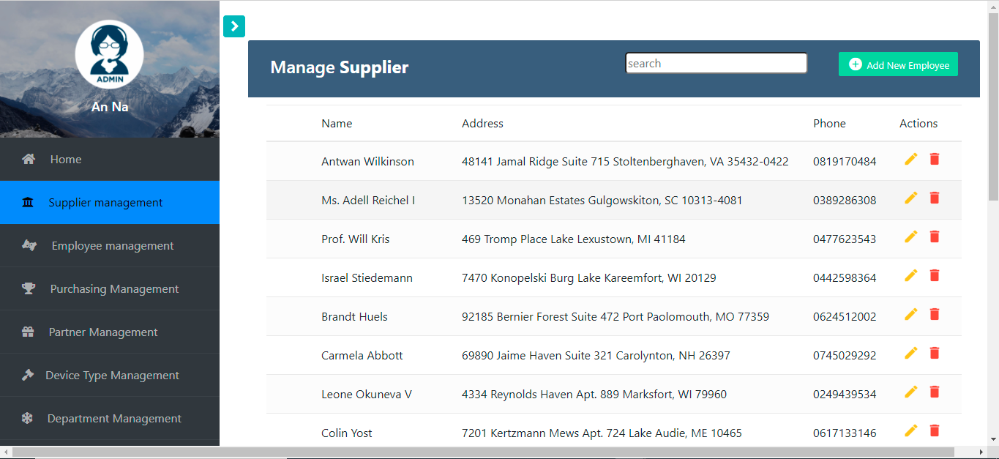 ADMIN
An Na
Home
Supplier management
Employee management
Purchasing Management
Partner Management
Device Type Management
Department Management
Manage Supplier search Add New Employee
Name Address Phone Actions
Antwan Wilkinson 48141 Jamal Ridge Suite 715 Stoltenberghaven, VA 35432-0422 0819170484
Ms. Adell Reichel I 13520 Monahan Estates Gulgowskiton, SC 10313-4081 0389286308
Prof. Will Kris 469 Tromp Place Lake Lexustown, MI 41184 0477623543
Israel Stiedemann 7470 Konopelski Burg Lake Kareemfort, WI 20129 0442598364
Brandt Huels 92185 Bernier Forest Suite 472 Port Paolomouth, MO 77359 0624512002
Carmela Abbott 69890 Jaime Haven Suite 321 Carolynton, NH 26397 0745029292
Leone Okuneva V 4334 Reynolds Haven Apt. 889 Marksfort, WI 79960 0249439534
Colin Yost 7201 Kertzmann Mews Apt. 724 Lake Audie, ME 10465 0617133146